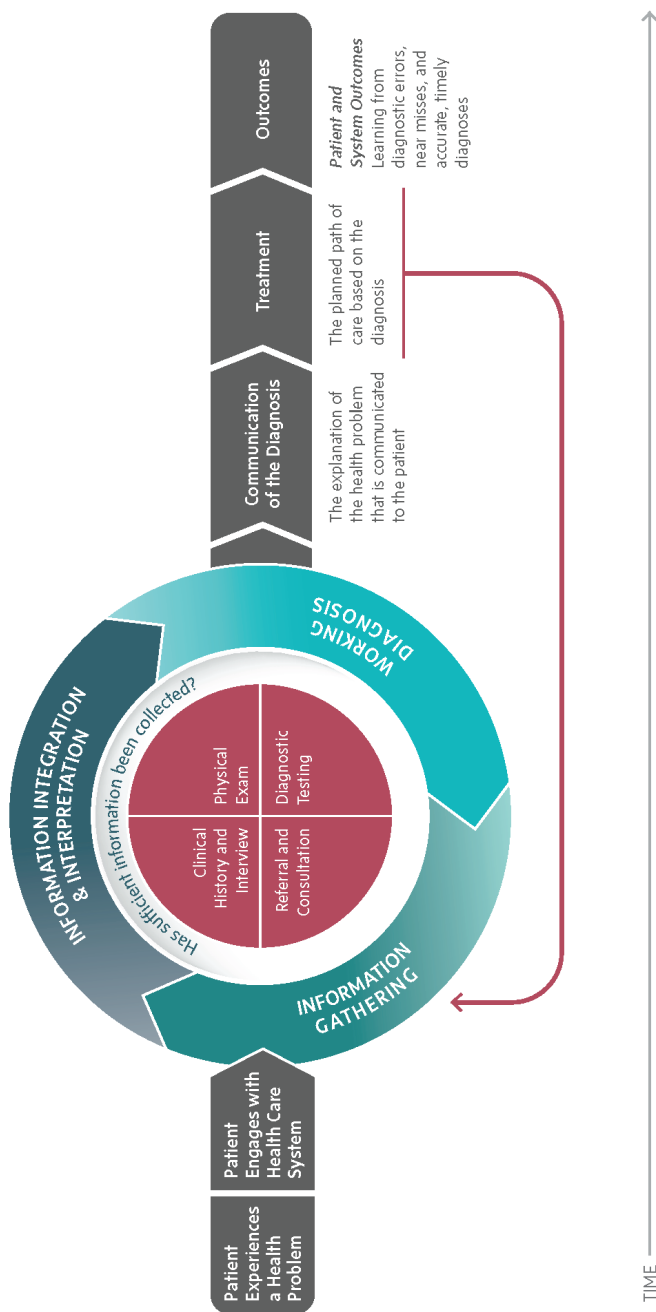 Patient
Experiences
a Health
Problem
Patient
Engages with
Health Care
System
INFORMATION INTEGRATION
& INTERPRETATION
Has sufficient information been collected?
Clinical
History and
Interview
Physical
Exam
Referral and
Consultation
Diagnostic
Testing
INFORMATION
GATHERING
WORKING
DIAGNOSIS
Communication
of the Diagnosis
The explanation of
the health problem
that is communicated
to the patient
Treatment
The planned path of
care based on the
diagnosis
Outcomes
Patient and
System Outcomes
Learning from
diagnostic errors,
near misses, and
accurate, timely
diagnoses
TIME